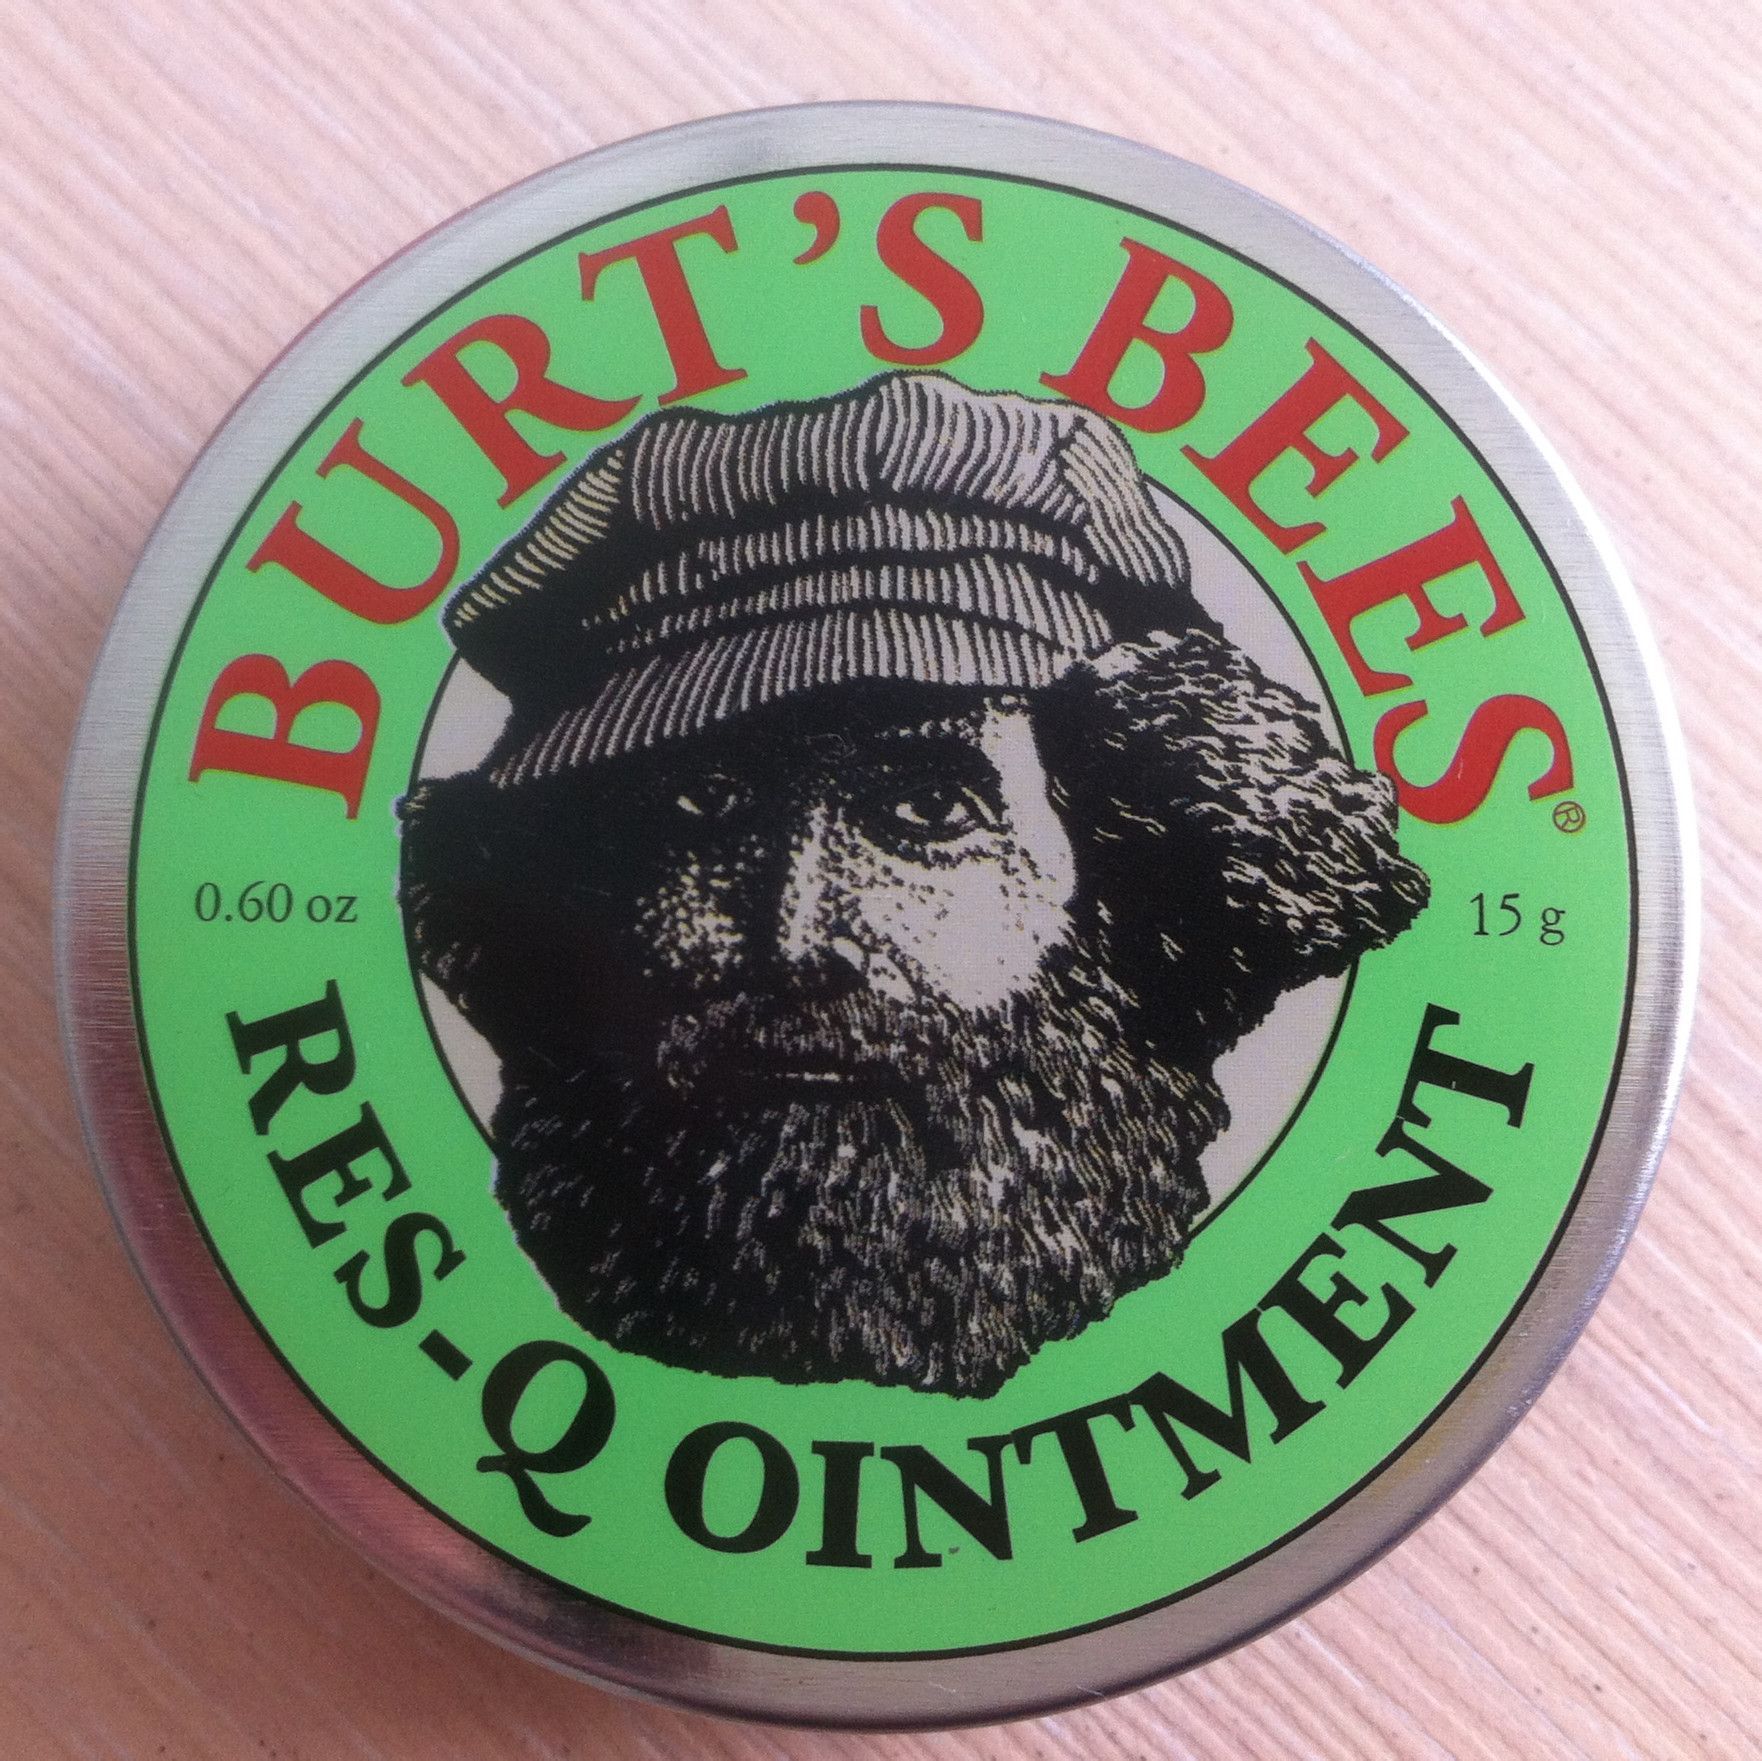 BURT'S BEES®
0.60 oz
15 g
RES-Q OINTMENT